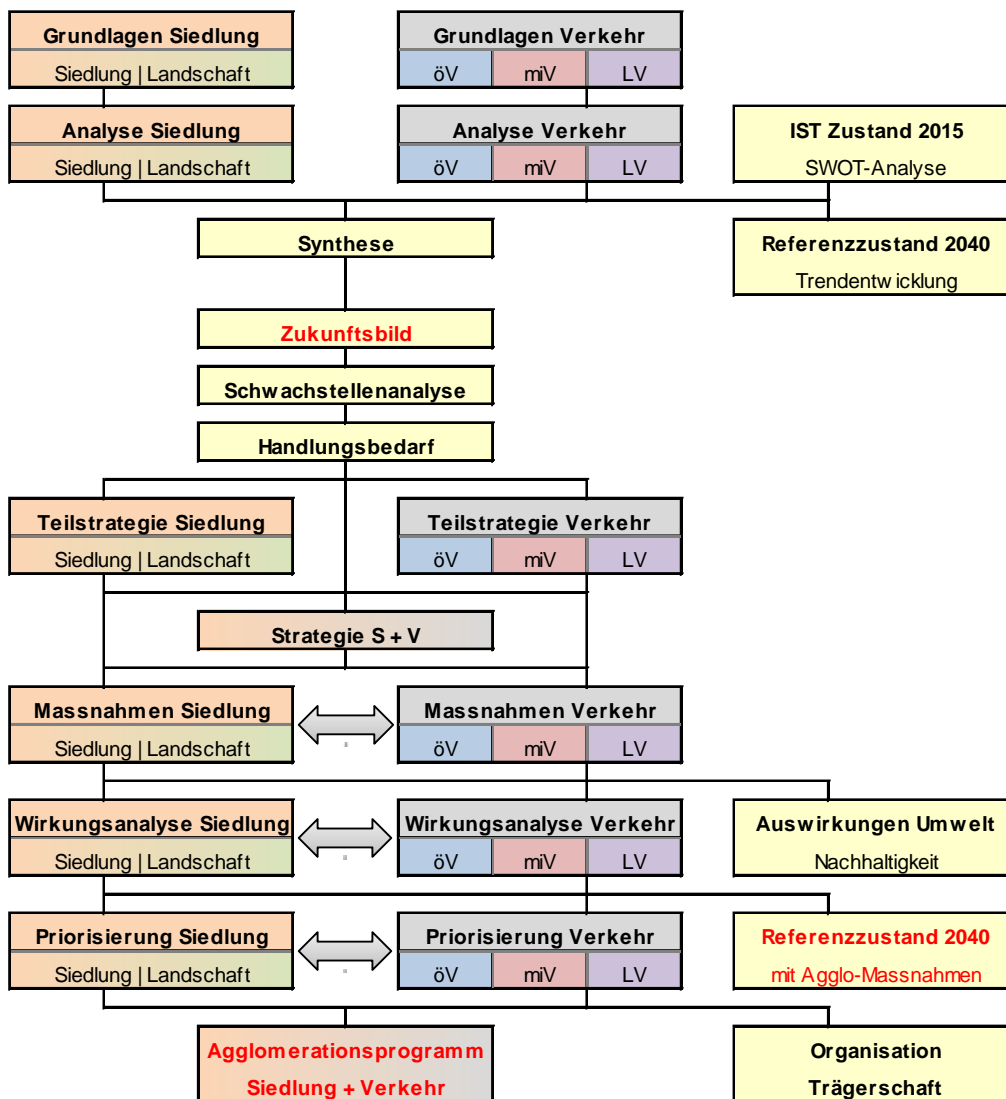 Grundlagen Siedlung
Siedlung | Landschaft
Grundlagen Verkehr
öV miV LV
Analyse Siedlung
Siedlung | Landschaft
Analyse Verkehr
öV miV LV
IST Zustand 2015
SWOT-Analyse
Synthese
Referenzzustand 2040
Trendentwicklung
Zukunftsbild
Schwachstellenanalyse
Handlungsbedarf
Teilstrategie Siedlung
Siedlung | Landschaft
Teilstrategie Verkehr
öV miV LV
Strategie S + V
Massnahmen Siedlung
Siedlung | Landschaft
Massnahmen Verkehr
öV miV LV
Wirkungsanalyse Siedlung
Siedlung | Landschaft
Wirkungsanalyse Verkehr
öV miV LV
Auswirkungen Umwelt
Nachhaltigkeit
Priorisierung Siedlung
Siedlung | Landschaft
Priorisierung Verkehr
öV miV LV
Referenzzustand 2040
mit Agglo-Massnahmen
Agglomerationsprogramm
Siedlung + Verkehr
Organisation
Trägerschaft